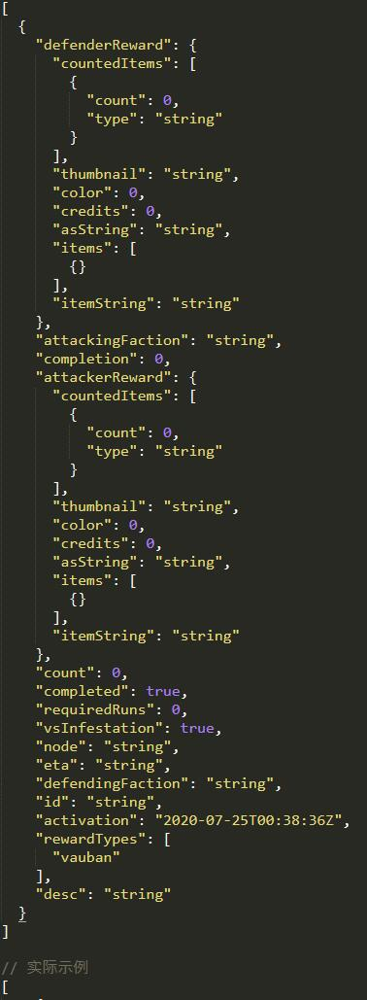 [
  {
    "defenderReward": {
      "countedItems": [
        {
          "count": 0,
          "type": "string"
        }
      ],
      "thumbnail": "string",
      "color": 0,
      "credits": 0,
      "asString": "string",
      "items": [
        {}
      ],
      "itemString": "string"
    },
    "attackingFaction": "string",
    "completion": 0,
    "attackerReward": {
      "countedItems": [
        {
          "count": 0,
          "type": "string"
        }
      ],
      "thumbnail": "string",
      "color": 0,
      "credits": 0,
      "asString": "string",
      "items": [
        {}
      ],
      "itemString": "string"
    },
    "count": 0,
    "completed": true,
    "requiredRuns": 0,
    "vsInfestation": true,
    "node": "string",
    "eta": "string",
    "defendingFaction": "string",
    "id": "string",
    "activation": "2020-07-25T00:38:36Z",
    "rewardTypes": [
      "vauban"
    ],
    "desc": "string"
  }
]

// 实际示例
[